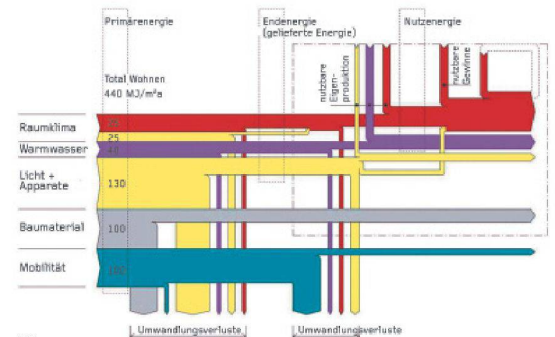 Primärenergie
Endenergie
(gelieferte Energie)
Nutzenergie
Total Wohnen
440 MJ/m²a
nutzbare
Eigen-
produktion
nutzbare
Gewinne
Raumklima
25
Warmwasser
40
Licht +
Apparate
130
Baumaterial
100
Mobilität
Umwandlungsverluste
Umwandlungsverluste